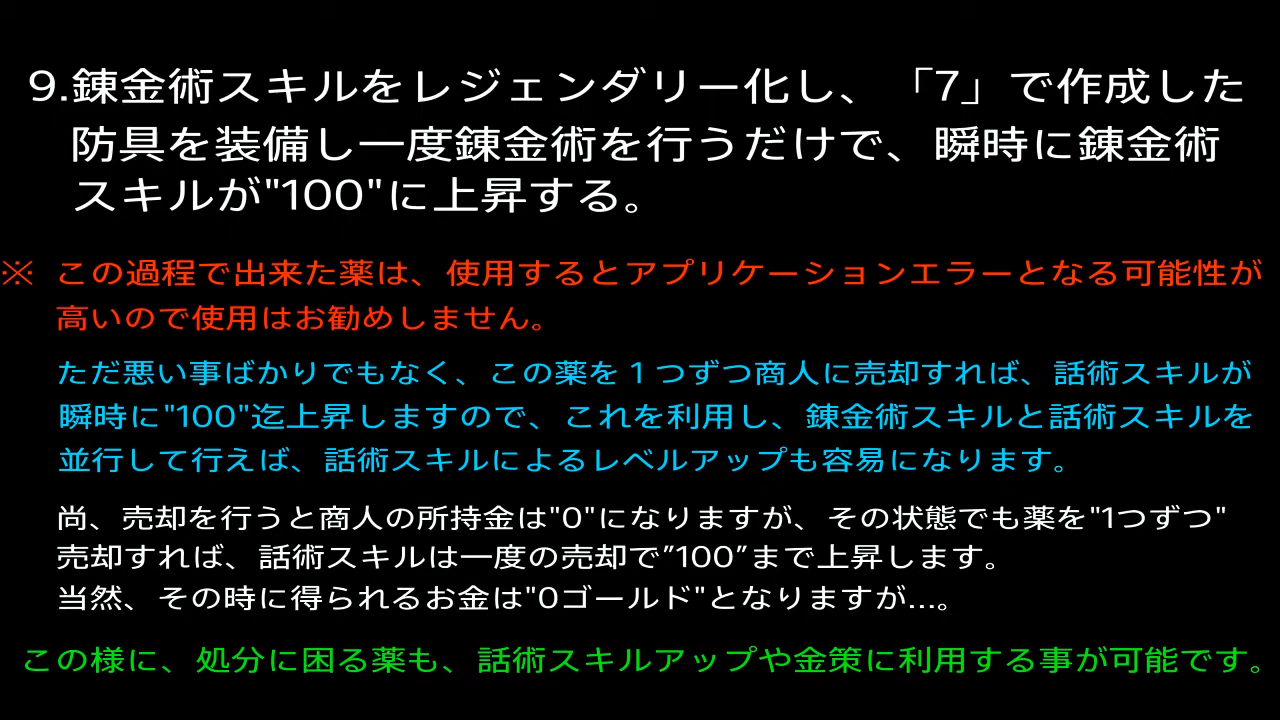 9.錬金術スキルをレジェンダリー化し、「7」で作成した
防具を装備し一度錬金術を行うだけで、瞬時に錬金術
スキルが"100"に上昇する。
※ この過程で出来た薬は、使用するとアプリケーションエラーとなる可能性が
高いので使用はお勧めしません。
ただ悪い事ばかりでもなく、この薬を1つずつ商人に売却すれば、話術スキルが
瞬時に"100"迄上昇しますので、これを利用し、錬金術スキルと話術スキルを
並行して行えば、話術スキルによるレベルアップも容易になります。
尚、売却を行うと商人の所持金は"0"になりますが、その状態でも薬を"1つずつ"
売却すれば、話術スキルは一度の売却で”100”まで上昇します。
当然、その時に得られるお金は"0ゴールド"となりますが...。
この様に、処分に困る薬も、話術スキルアップや金策に利用する事が可能です。